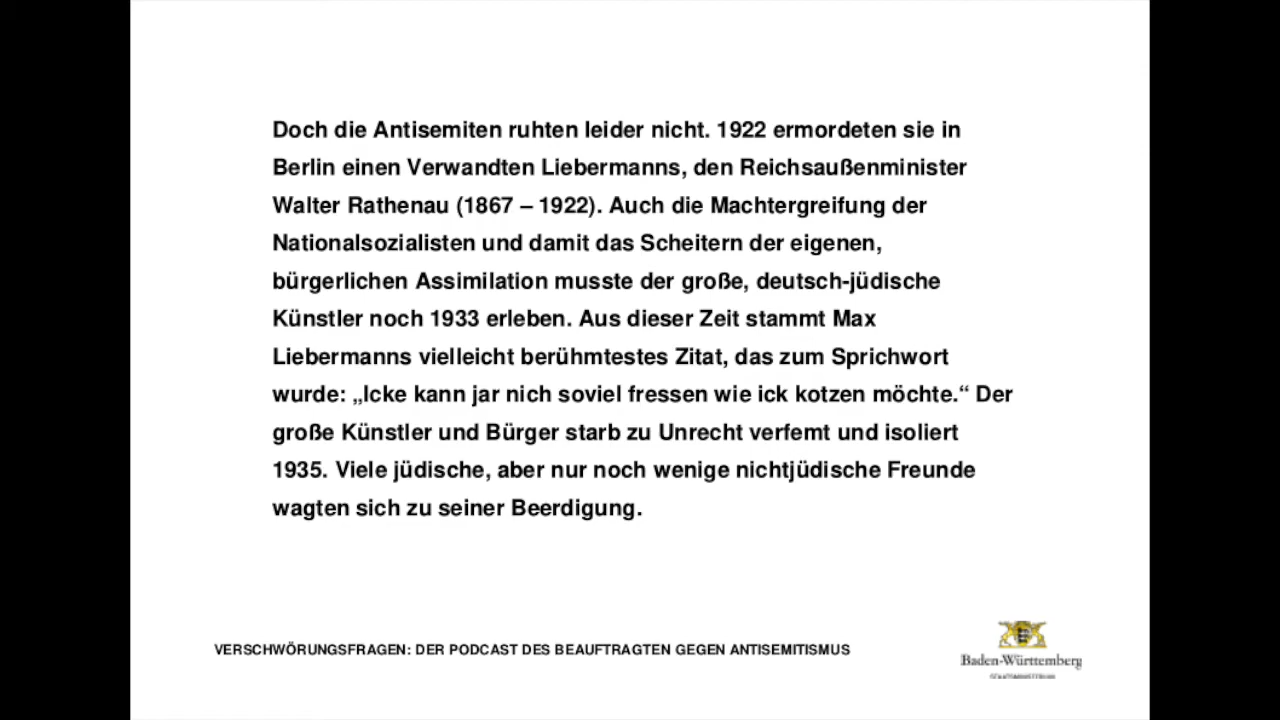 Doch die Antisemiten ruhten leider nicht. 1922 ermordeten sie in
Berlin einen Verwandten Liebermanns, den Reichsaußenminister
Walter Rathenau (1867 – 1922). Auch die Machtergreifung der
Nationalsozialisten und damit das Scheitern der eigenen,
bürgerlichen Assimilation musste der große, deutsch-jüdische
Künstler noch 1933 erleben. Aus dieser Zeit stammt Max
Liebermanns vielleicht berühmtestes Zitat, das zum Sprichwort
wurde: „Icke kann jar nich soviel fressen wie ick kotzen möchte.“ Der
große Künstler und Bürger starb zu Unrecht verfemt und isoliert
1935. Viele jüdische, aber nur noch wenige nichtjüdische Freunde
wagten sich zu seiner Beerdigung.
VERSCHWÖRUNGSFRAGEN: DER PODCAST DES BEAUFTRAGTEN GEGEN ANTISEMITISMUS
Baden-Württemberg
STAATSMINISTERIUM